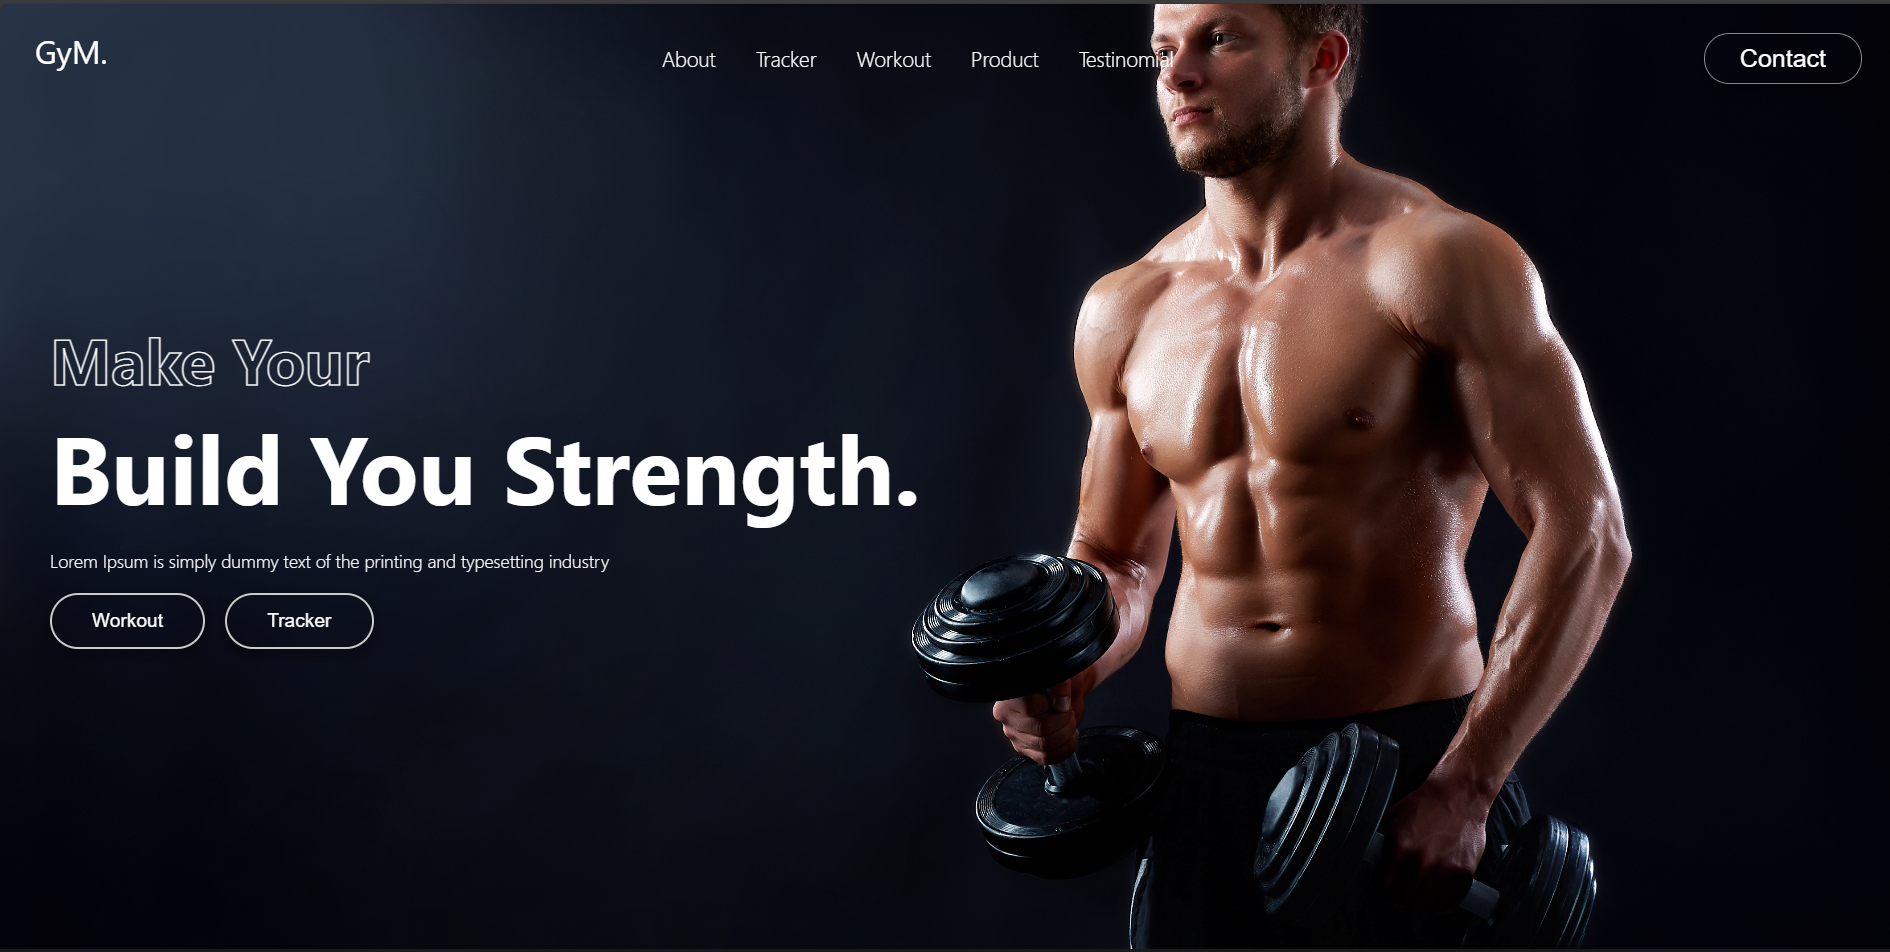 GyM.
About Tracker Workout Product Testinomial Contact
Make Your
Build You Strength.
Lorem Ipsum is simply dummy text of the printing and typesetting industry
Workout Tracker